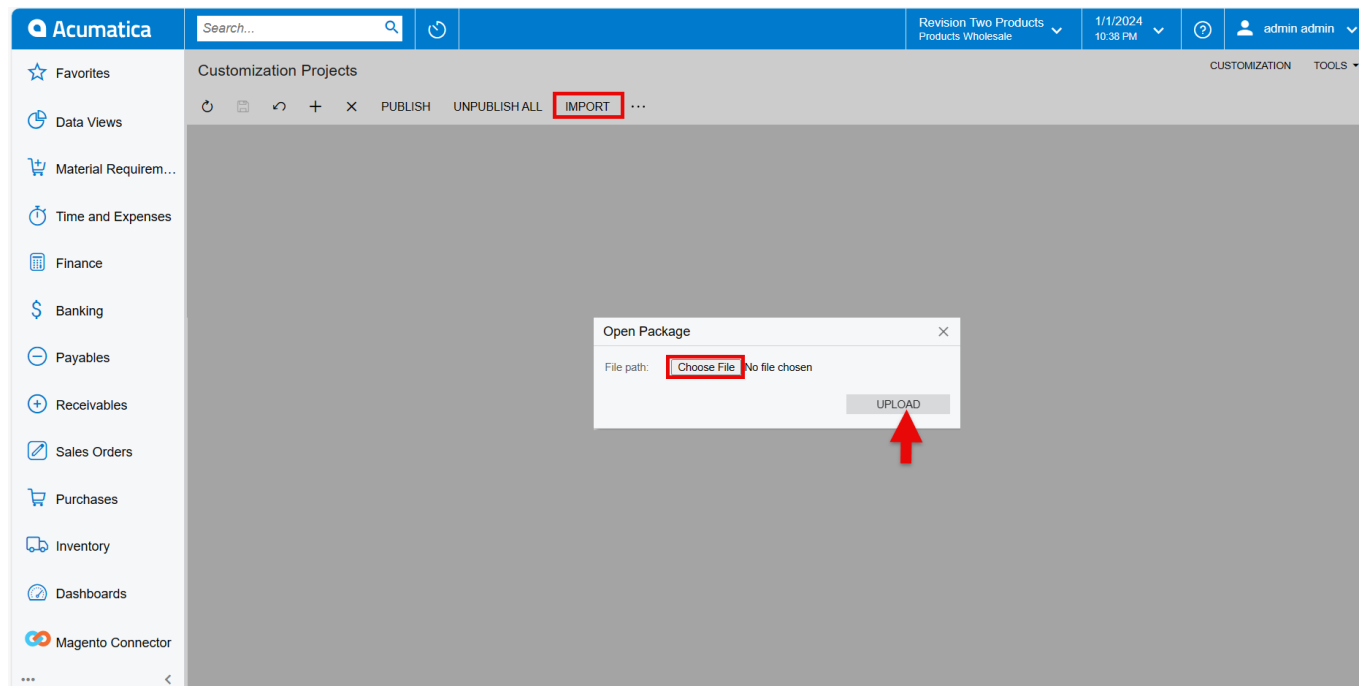 Acumatica
Search...
Revision Two Products
Products Wholesale
1/1/2024
10:38 PM
admin admin
Favorites
Data Views
Material Requirem...
Time and Expenses
Finance
Banking
Payables
Receivables
Sales Orders
Purchases
Inventory
Dashboards
Magento Connector
Customization Projects
CUSTOMIZATION TOOLS
PUBLISH UNPUBLISH ALL IMPORT
Open Package
File path: Choose File No file chosen
UPLOAD